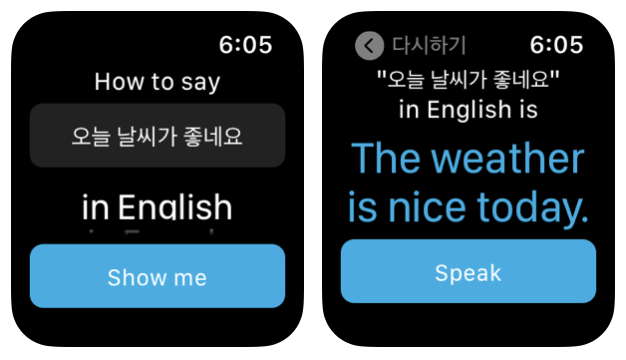 6:05
How to say
오늘 날씨가 좋네요
in English
Show me
다시하기 6:05
"오늘 날씨가 좋네요"
in English is
The weather
is nice today.
Speak